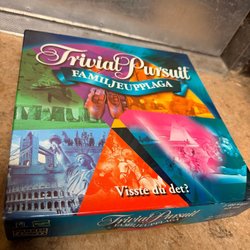 Trivial Pursuit
FAMILJEUPPLAGA
Visste du det?
Trivial Pursuit
FAMILJEUPPLAGA